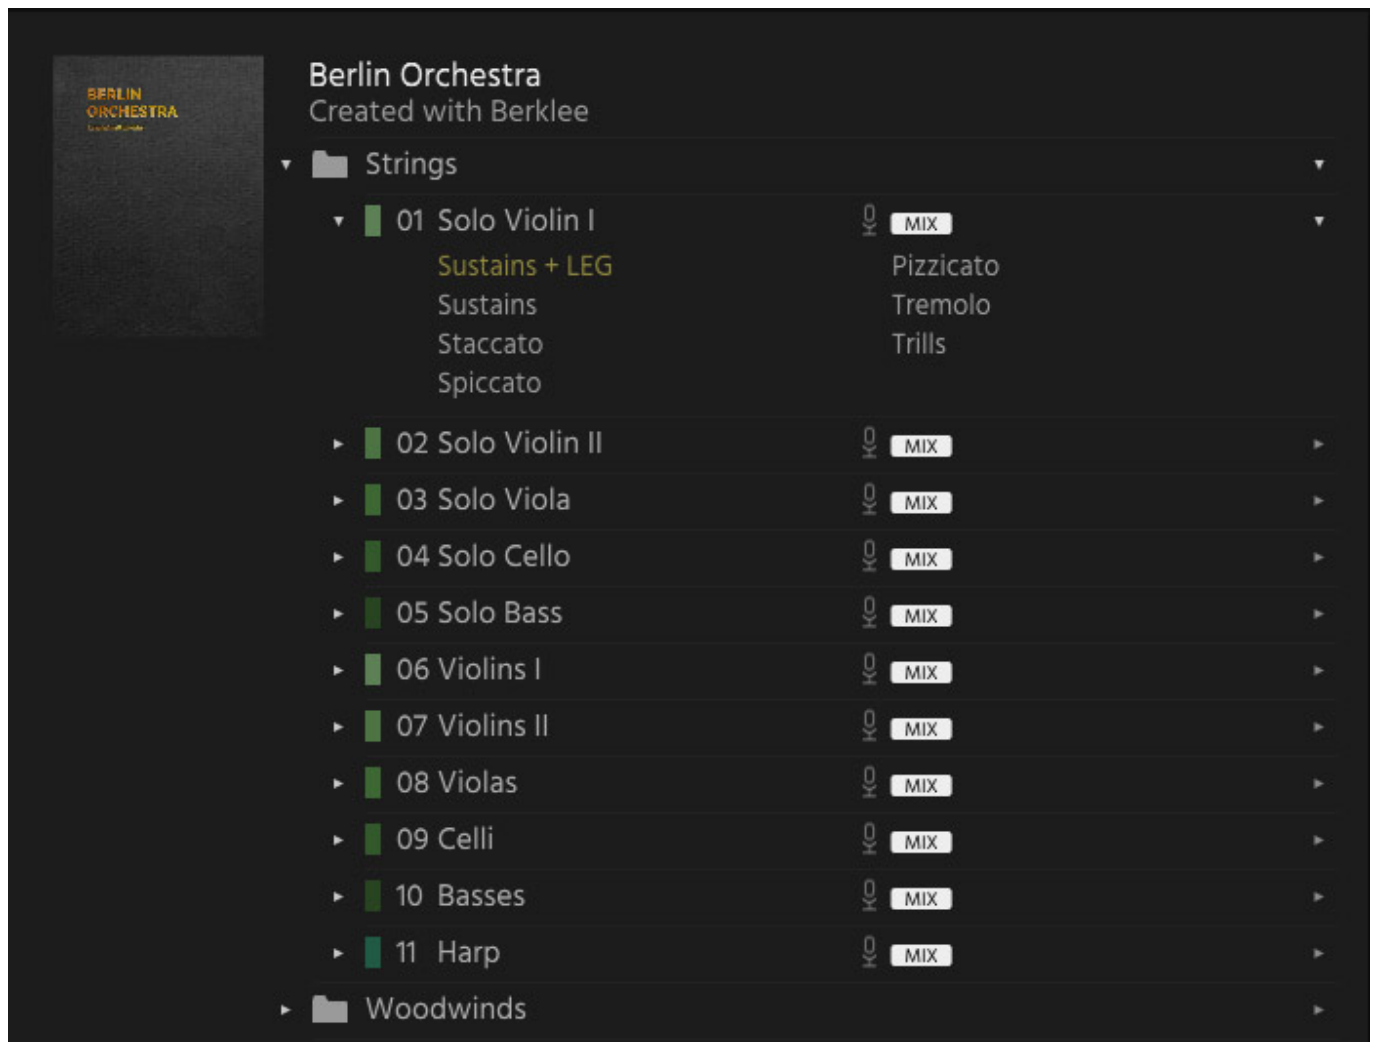 BERLIN
ORCHESTRA
Berlin Orchestra
Created with Berklee
Strings
01 Solo Violin I MIX
Sustains + LEG Pizzicato
Sustains Tremolo
Staccato Trills
Spiccato
02 Solo Violin II MIX
03 Solo Viola MIX
04 Solo Cello MIX
05 Solo Bass MIX
06 Violins I MIX
07 Violins II MIX
08 Violas MIX
09 Celli MIX
10 Basses MIX
11 Harp MIX
Woodwinds